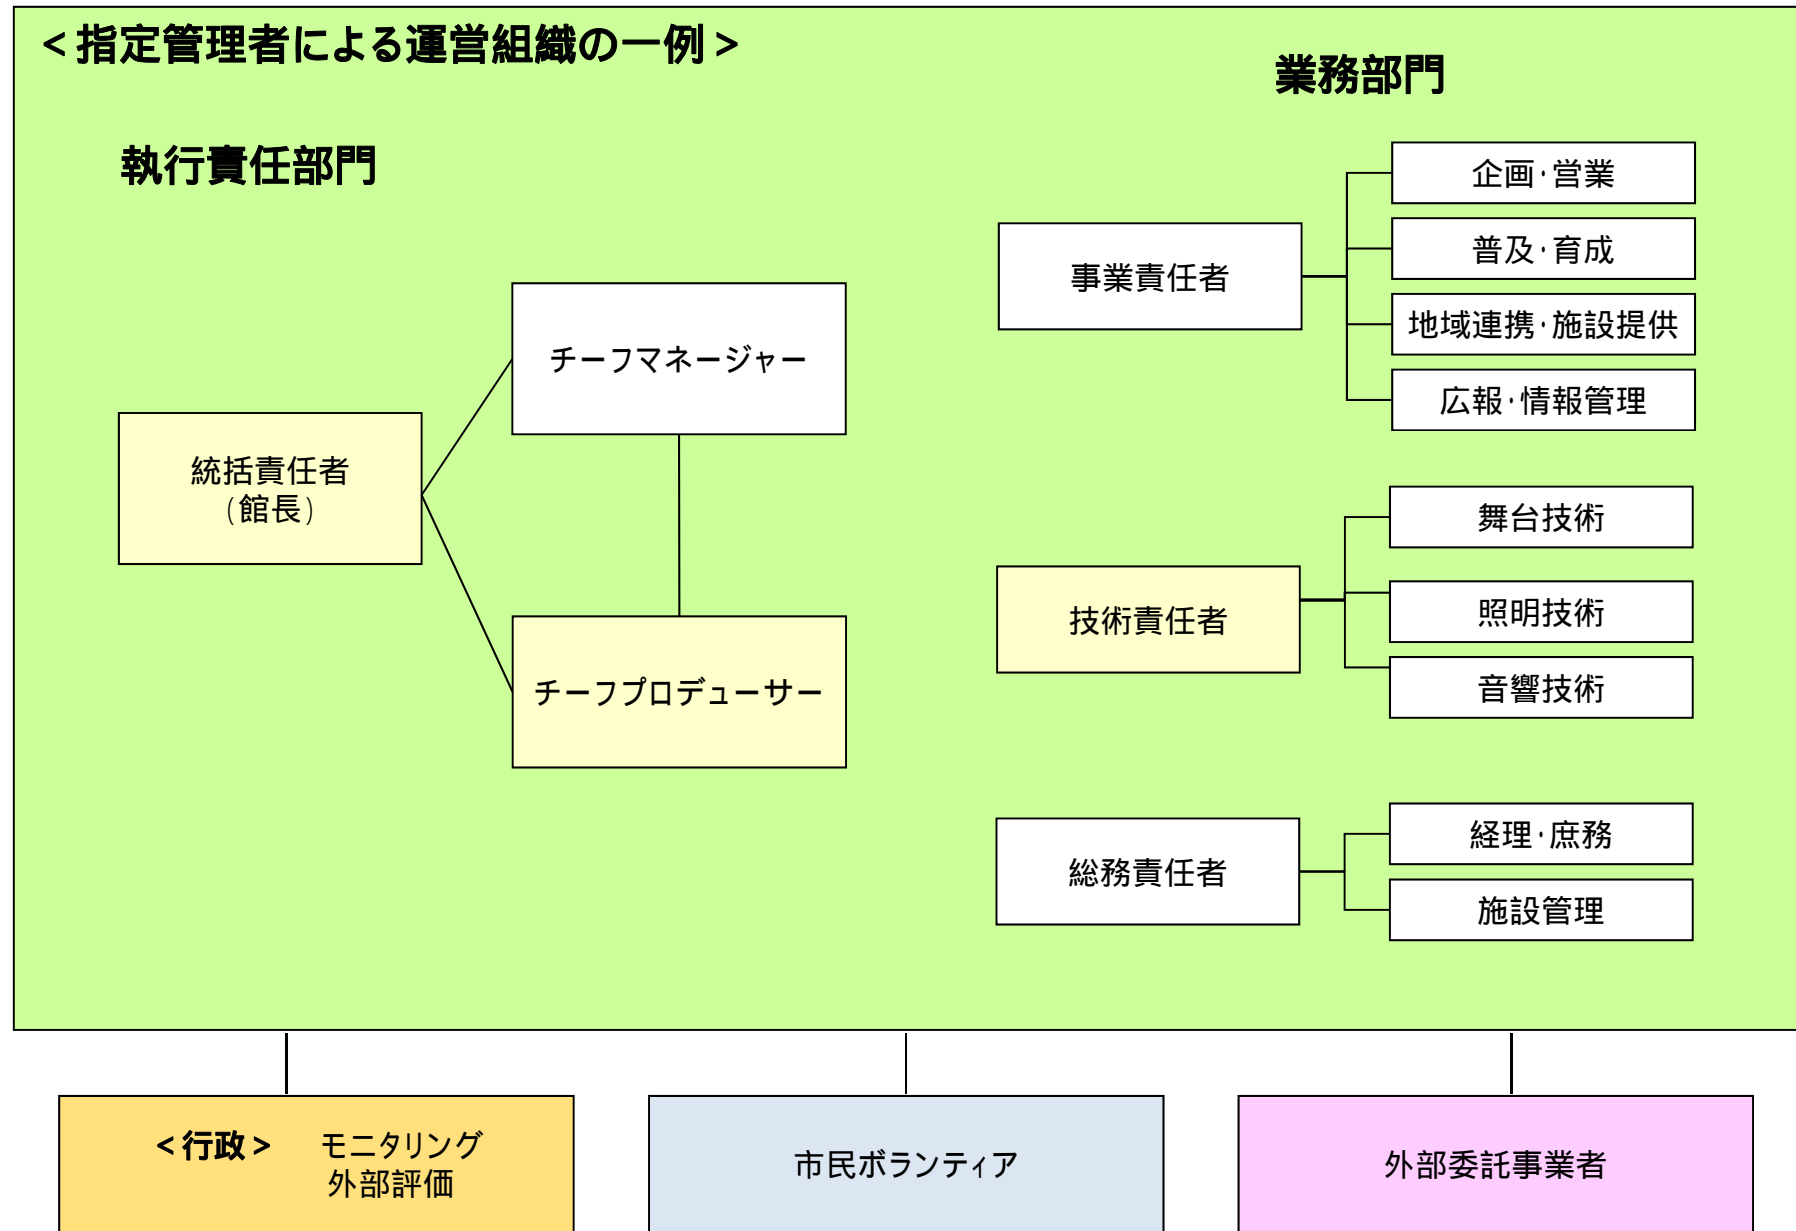 ＜指定管理者による運営組織の一例＞
執行責任部門
統括責任者
（館長）
チーフマネージャー
チーフプロデューサー
業務部門
事業責任者
企画・営業
普及・育成
地域連携・施設提供
広報・情報管理
技術責任者
舞台技術
照明技術
音響技術
総務責任者
経理・庶務
施設管理
＜行政＞ モニタリング
外部評価
市民ボランティア
外部委託事業者